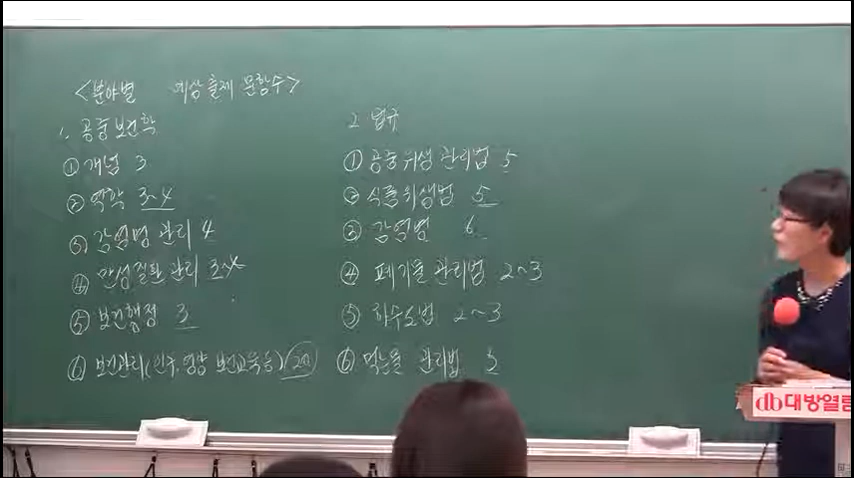 <분야별 예상출제 문항수>
1. 공중보건학
① 개념 3
② 역학 3~4
③ 감염병 관리 4
④ 만성질환 관리 3~4
⑤ 보건행정 3
⑥ 보건관리(인구, 영양 보건교육 등)
2. 법규
① 공중위생관리법 5
② 식품위생법 5
③ 감염병 6
④ 폐기물 관리법 2~3
⑤ 하수도법 2~3
⑥ 먹는물 관리법
db대방열림